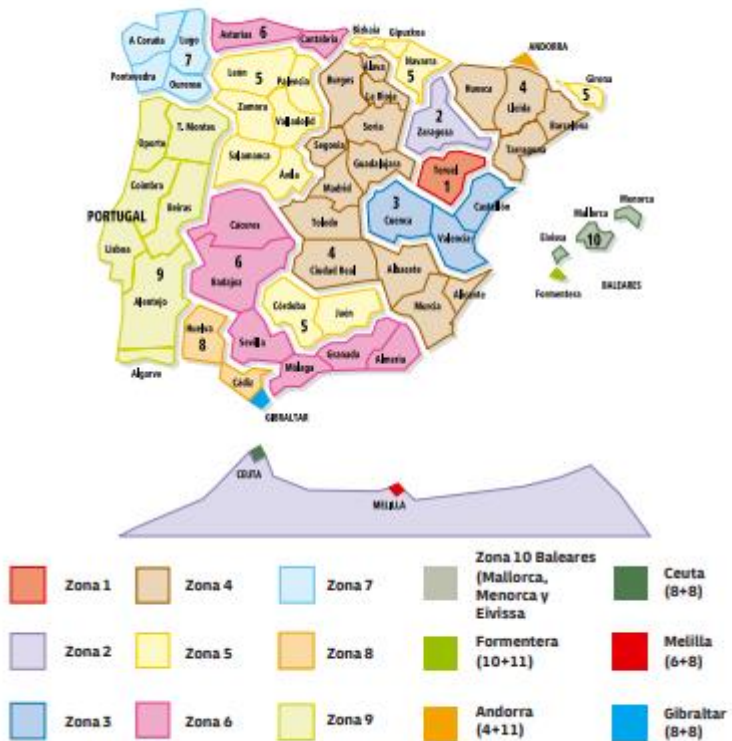 A Coruña
Lugo
7
Pontevedra
Ourense
Asturias
6
Cantabria
Bizkaia
Gipuzkoa
Navarra
5
Álava
Burgos
La Rioja
León
5
Palencia
Zamora
Valladolid
Salamanca
Ávila
Soria
Segovia
Guadalajara
Madrid
Toledo
4
Ciudad Real
Albacete
Murcia
Alicante
2
Zaragoza
Huesca
4
Lleida
Barcelona
Tarragona
ANDORRA
Girona
5
Teruel
1
3
Cuenca
Castellón
Valencia
Menorca
Mallorca
10
Eivissa
Formentera
BALEARES
T. Montes
Oporto
Coimbra
Beiras
PORTUGAL
Lisboa
9
Alentejo
Algarve
Cáceres
6
Badajoz
Córdoba
5
Jaén
Huelva
8
Sevilla
Málaga
Granada
Almería
Cádiz
GIBRALTAR
CEUTA
MELILLA
Zona 1
Zona 4
Zona 7
Zona 10 Baleares
(Mallorca,
Menorca y
Eivissa
Ceuta
(8+8)
Zona 2
Zona 5
Zona 8
Formentera
(10+11)
Melilla
(6+8)
Zona 3
Zona 6
Zona 9
Andorra
(4+11)
Gibraltar
(8+8)